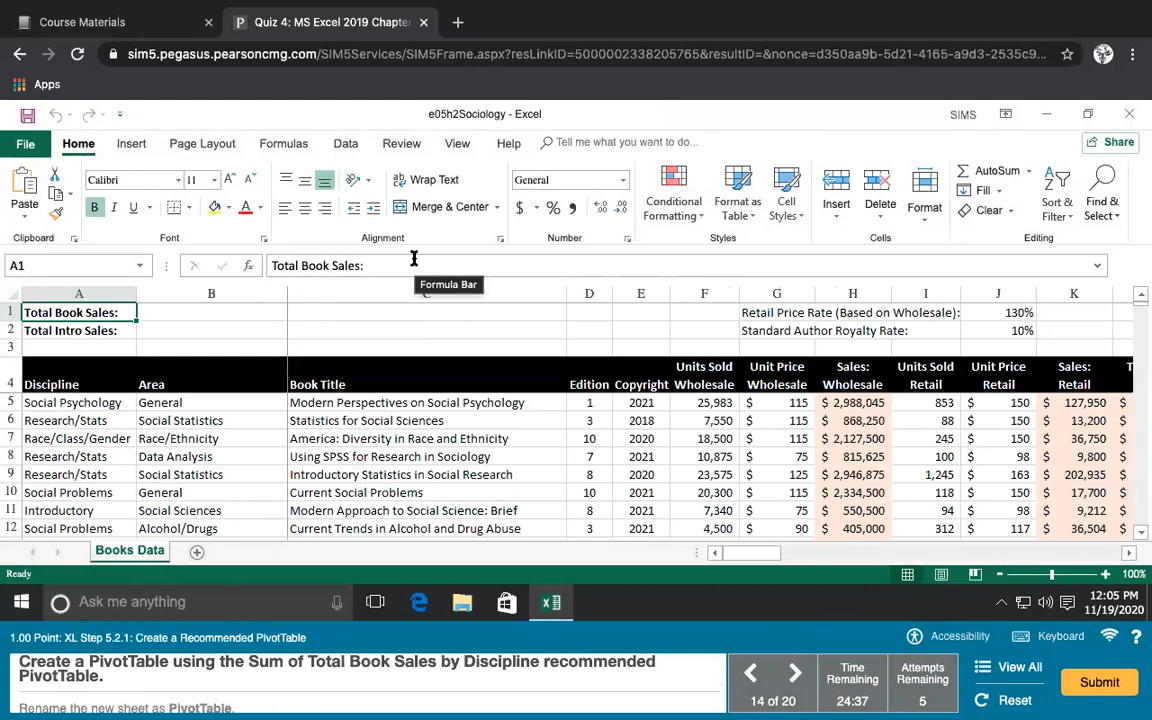 Course Materials × P Quiz 4: MS Excel 2019 Chapte × +
sim5.pegasus.pearsoncmg.com/SIM5Services/SIM5Frame.aspx?resLinkID=5000002338205765&resultID=&nonce=d350aa9b-5d21-4165-a9d3-2535c9...
Apps
e05h2Sociology - Excel SIMS
File Home Insert Page Layout Formulas Data Review View Help Tell me what you want to do... Share
Paste Calibri 11 A A ab Wrap Text General Conditional Formatting Format as Table Cell Styles Insert Delete Format AutoSum Sort & Filter Find & Select
B I U A Merge & Center $ % , Fill
Clear
Clipboard Font Alignment Number Styles Cells Editing
A1 fx Total Book Sales:
Formula Bar
A B C D E F G H I J K
1 Total Book Sales: Retail Price Rate (Based on Wholesale): 130%
2 Total Intro Sales: Standard Author Royalty Rate: 10%
3
Units Sold Unit Price Sales: Units Sold Unit Price Sales: T
4 Discipline Area Book Title Edition Copyright Wholesale Wholesale Wholesale Retail Retail Retail
5 Social Psychology General Modern Perspectives on Social Psychology 1 2021 25,983 $ 115 $ 2,988,045 853 $ 150 $ 127,950 $
6 Research/Stats Social Statistics Statistics for Social Sciences 3 2018 7,550 $ 115 $ 868,250 88 $ 150 $ 13,200 $
7 Race/Class/Gender Race/Ethnicity America: Diversity in Race and Ethnicity 10 2020 18,500 $ 115 $ 2,127,500 245 $ 150 $ 36,750 $
8 Research/Stats Data Analysis Using SPSS for Research in Sociology 7 2020 10,875 $ 75 $ 815,625 100 $ 98 $ 9,800 $
9 Research/Stats Social Statistics Introductory Statistics in Social Research 8 2020 23,575 $ 125 $ 2,946,875 1,245 $ 163 $ 202,935 $
10 Social Problems General Current Social Problems 10 2021 20,300 $ 115 $ 2,334,500 118 $ 150 $ 17,700 $
11 Introductory Social Sciences Modern Approach to Social Science: Brief 8 2021 7,340 $ 75 $ 550,500 94 $ 98 $ 9,212 $
12 Social Problems Alcohol/Drugs Current Trends in Alcohol and Drug Abuse 3 2021 4,500 $ 90 $ 405,000 312 $ 117 $ 36,504 $
Books Data
Ready 100%
Ask me anything 12:05 PM
11/19/2020
1.00 Point: XL Step 5.2.1: Create a Recommended PivotTable Accessibility Keyboard ?
Create a PivotTable using the Sum of Total Book Sales by Discipline recommended
PivotTable.
Rename the new sheet as PivotTable.
14 of 20
Time Remaining
24:37
Attempts Remaining
5
View All
Reset
Submit